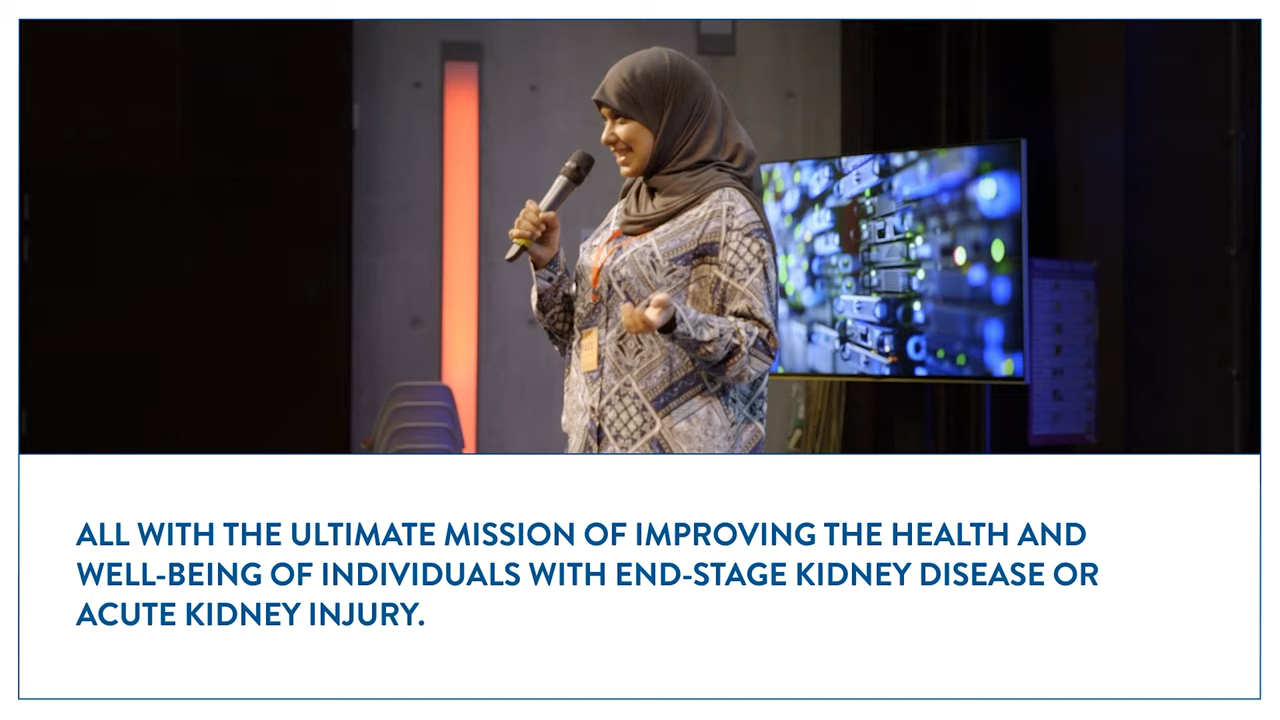 ALL WITH THE ULTIMATE MISSION OF IMPROVING THE HEALTH AND
WELL-BEING OF INDIVIDUALS WITH END-STAGE KIDNEY DISEASE OR
ACUTE KIDNEY INJURY.